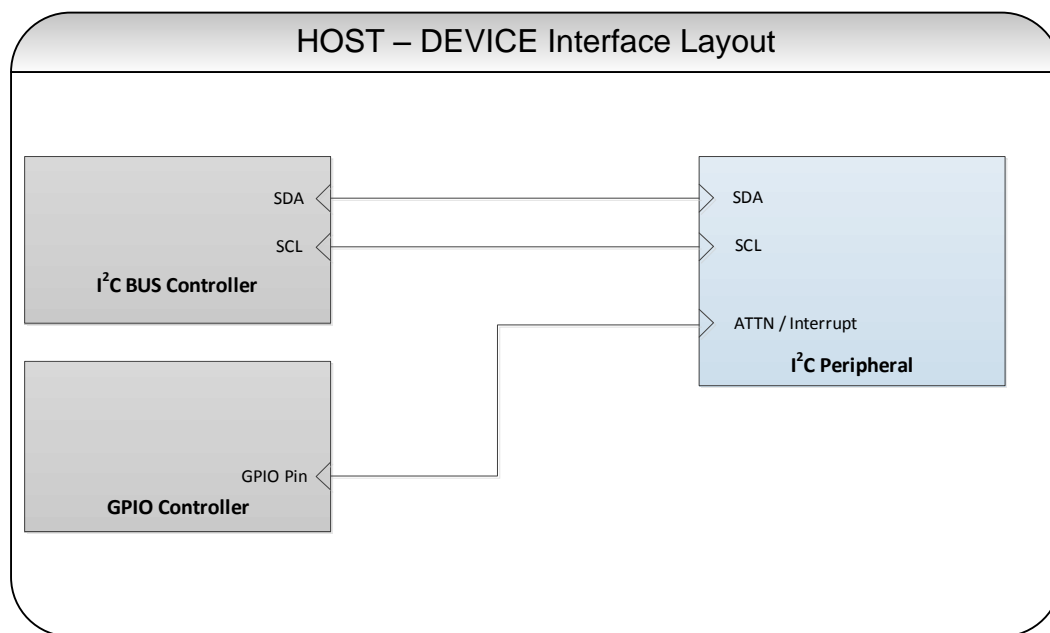 HOST – DEVICE Interface Layout
SDA
SCL
I²C BUS Controller
SDA
SCL
ATTN / Interrupt
I²C Peripheral
GPIO Pin
GPIO Controller